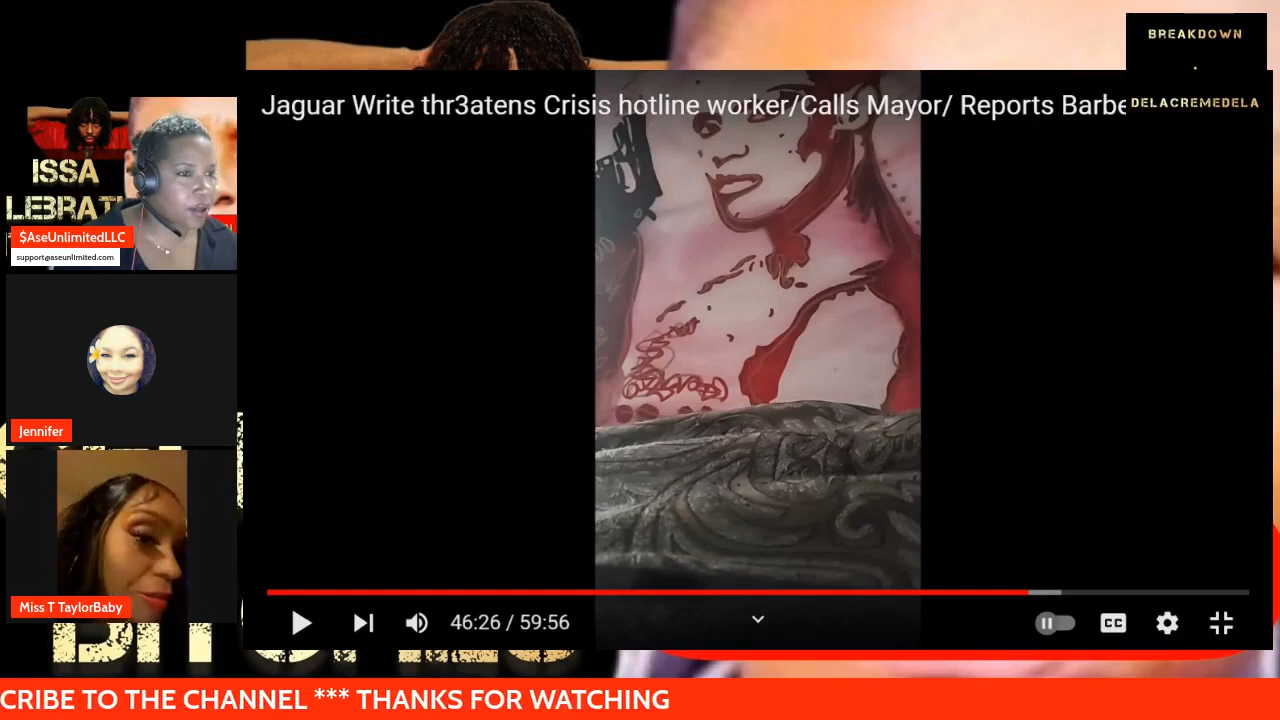 BREAKDOWN
DELACREMEDELA
Jaguar Write thr3atens Crisis hotline worker/Calls Mayor/ Reports Barbe
ISSA
LEBRATI
$AseUnlimitedLLC
support@aseunlimited.com
Jennifer
Miss T TaylorBaby
46:26 / 59:56
CC
CRIBE TO THE CHANNEL *** THANKS FOR WATCHING